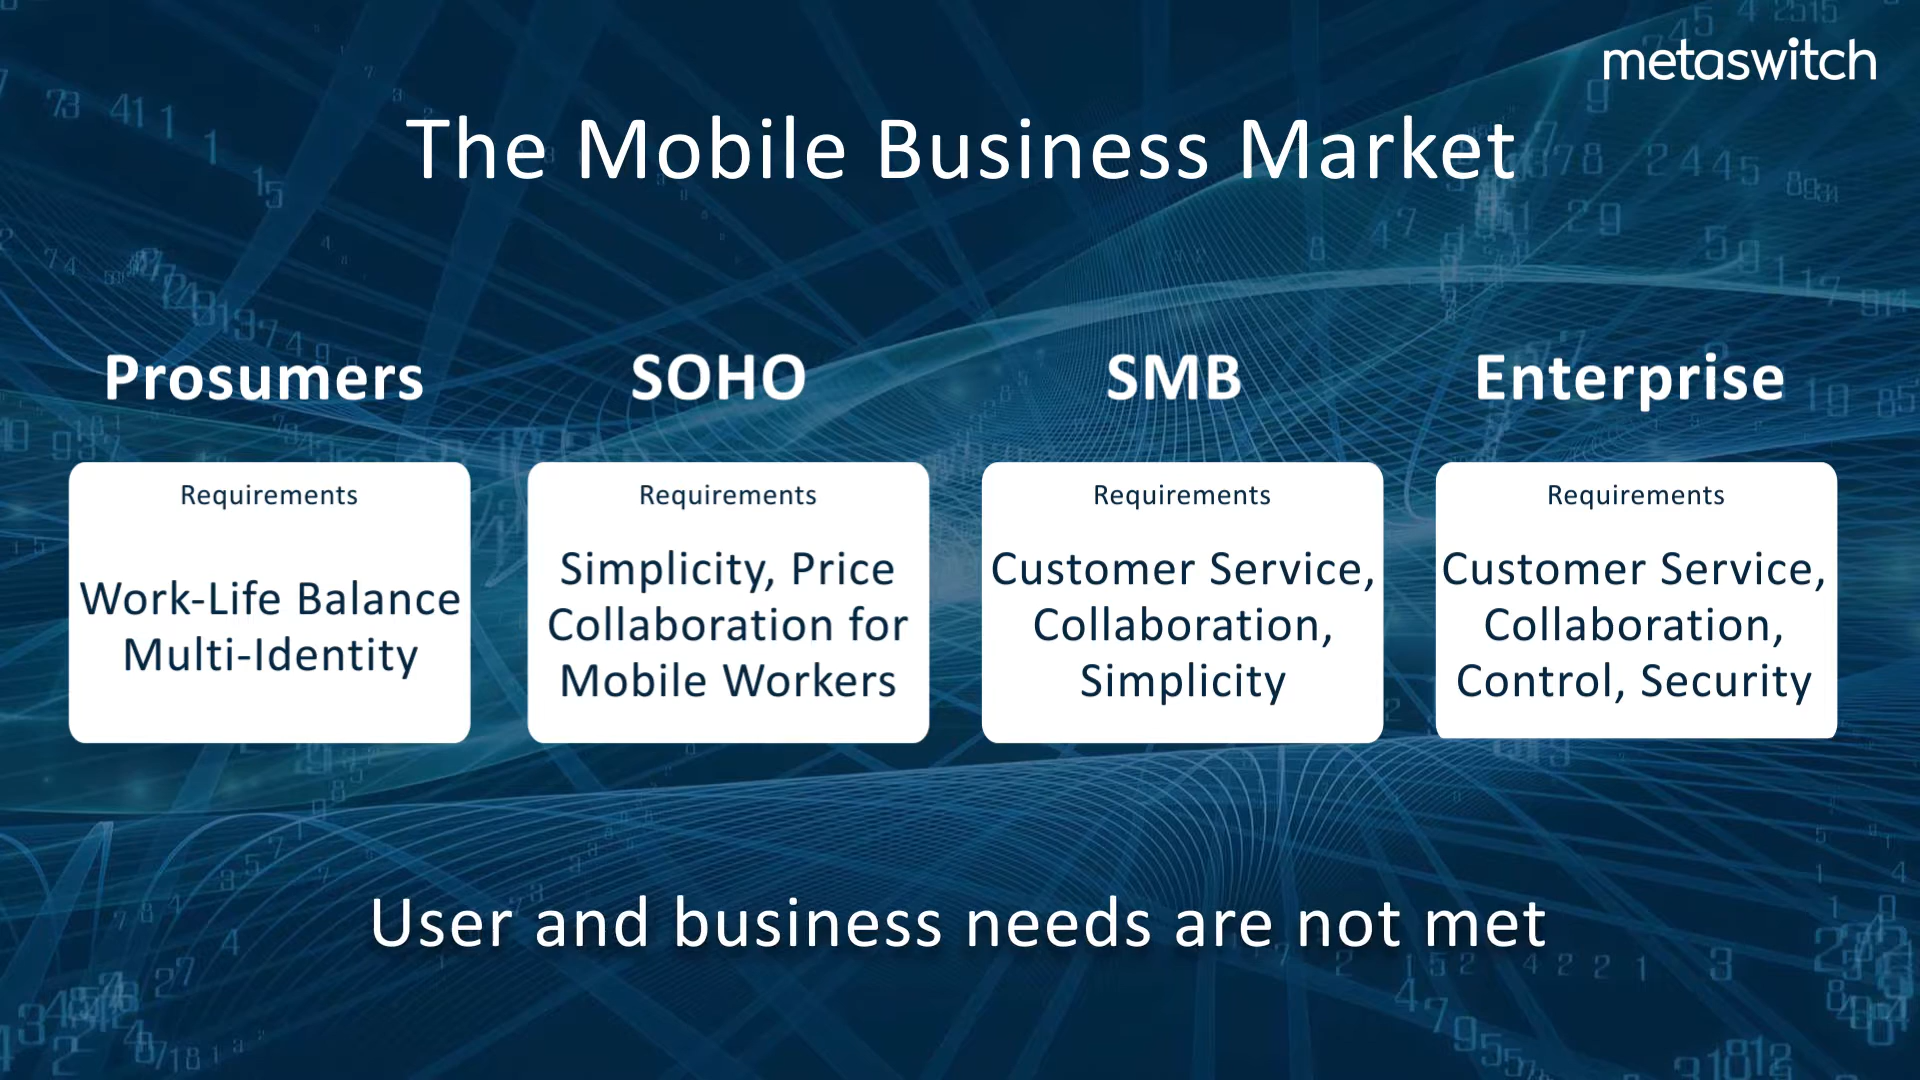 metaswitch
The Mobile Business Market
Prosumers
SOHO
SMB
Enterprise
Requirements
Work-Life Balance
Multi-Identity
Requirements
Simplicity, Price
Collaboration for
Mobile Workers
Requirements
Customer Service,
Collaboration,
Simplicity
Requirements
Customer Service,
Collaboration,
Control, Security
User and business needs are not met